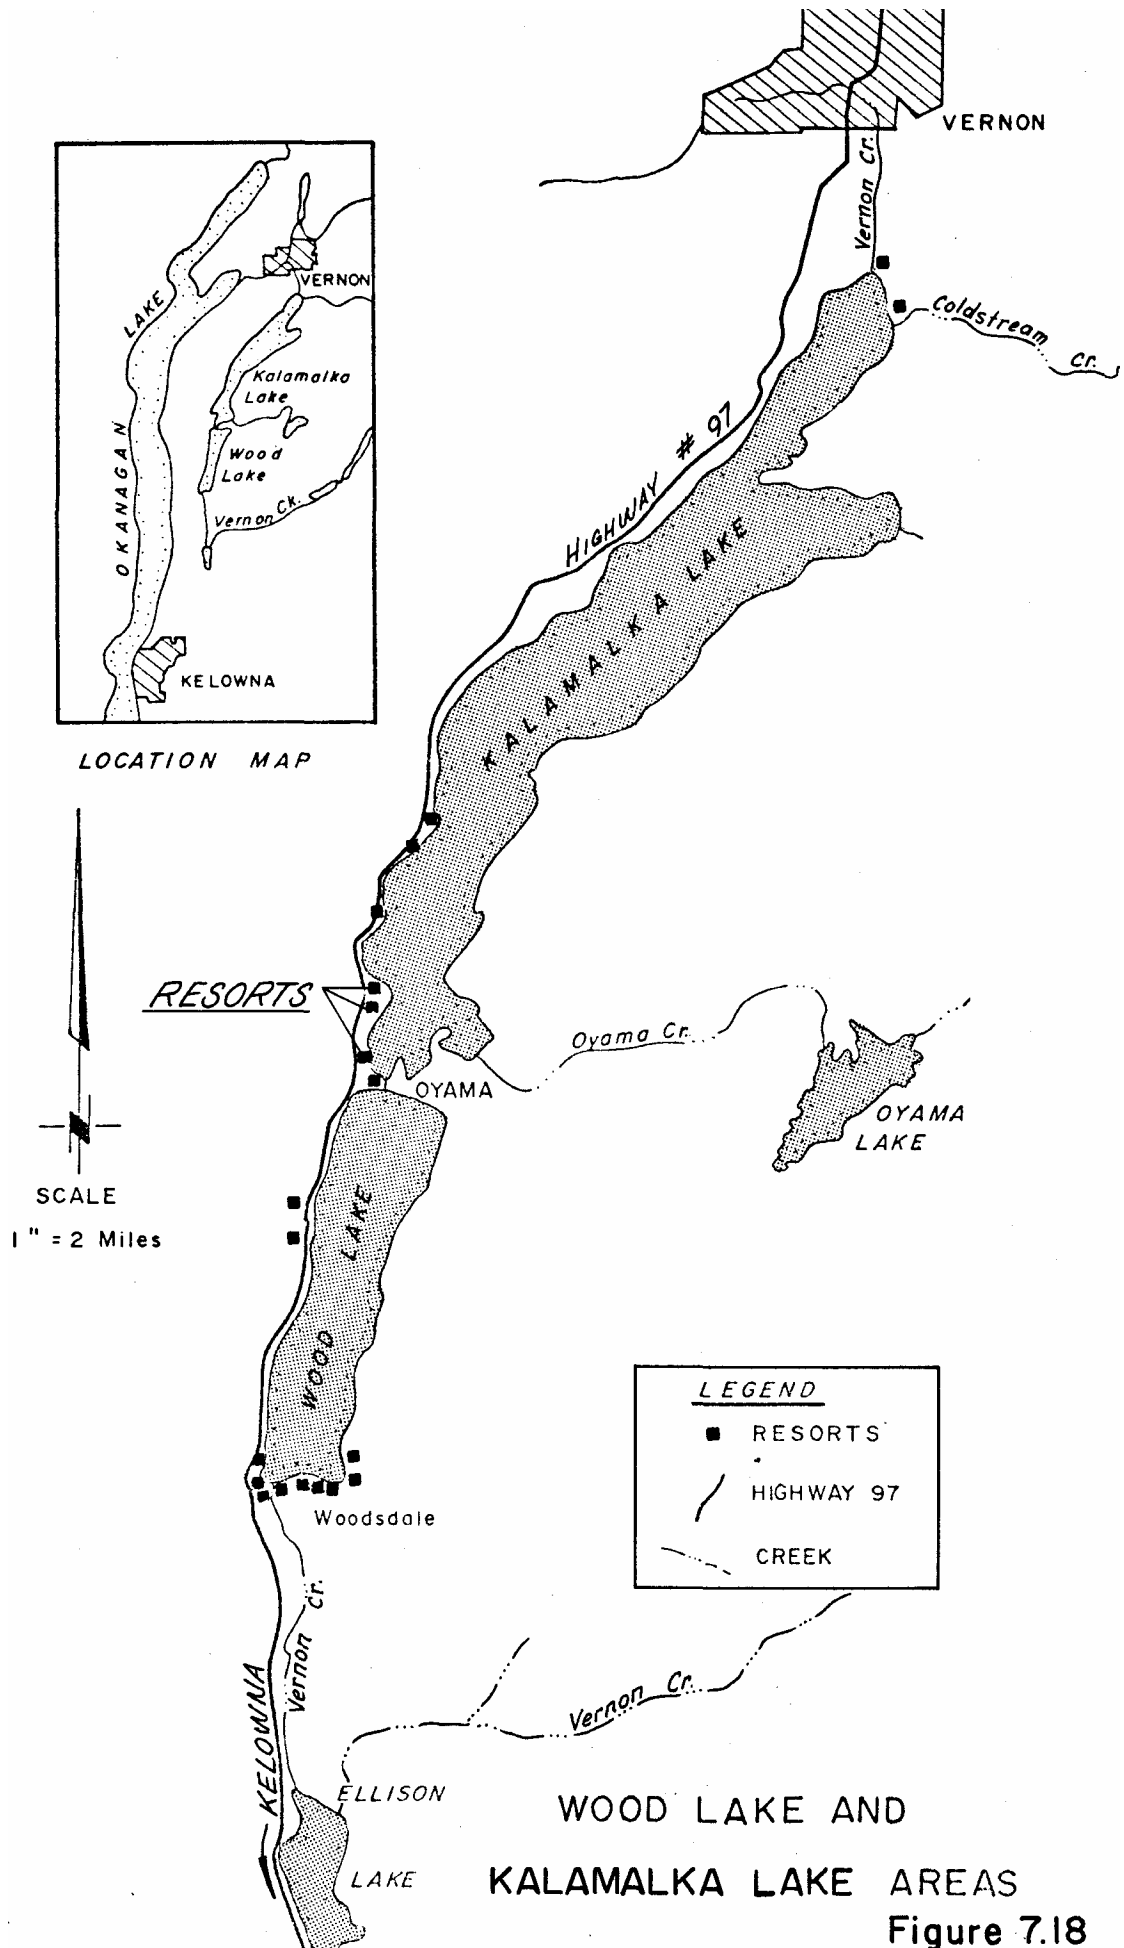 VERNON
Vernon Cr.
Coldstream Cr.
HIGHWAY # 97
KALAMALKA LAKE
VERNON
LAKE
OKANAGAN
Kalamalka
Lake
Wood
Lake
Vernon Ck.
KELOWNA
LOCATION MAP
RESORTS
Oyama Cr.
OYAMA
OYAMA
LAKE
SCALE
1" = 2 Miles
WOOD LAKE
LEGEND
RESORTS
HIGHWAY 97
CREEK
Woodsdale
Vernon Cr.
KELOWNA
Vernon Cr.
ELLISON
LAKE
WOOD LAKE AND
KALAMALKA LAKE AREAS
Figure 7.18